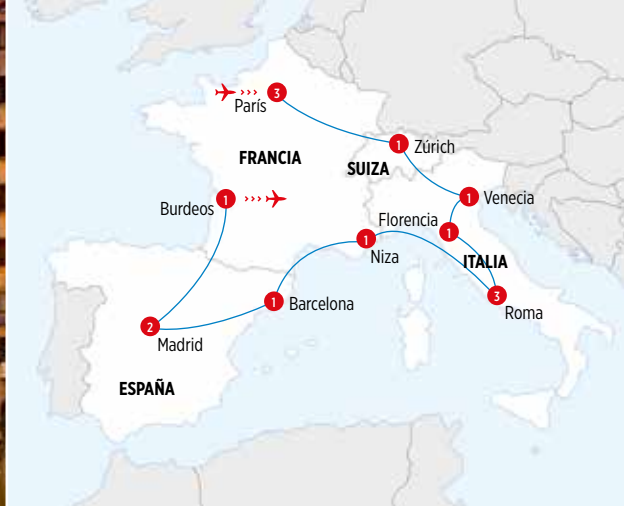 3
París
FRANCIA
1
Zúrich
SUIZA
1
Venecia
Burdeos
1
Florencia
1
1
Niza
ITALIA
3
Roma
1
Barcelona
2
Madrid
ESPAÑA